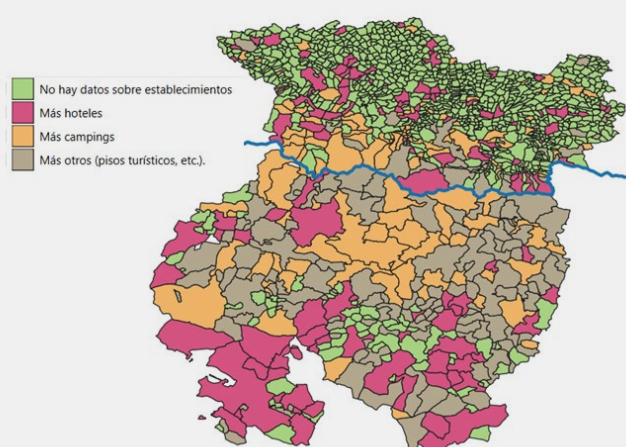 No hay datos sobre establecimientos
Más hoteles
Más campings
Más otros (pisos turísticos, etc.).